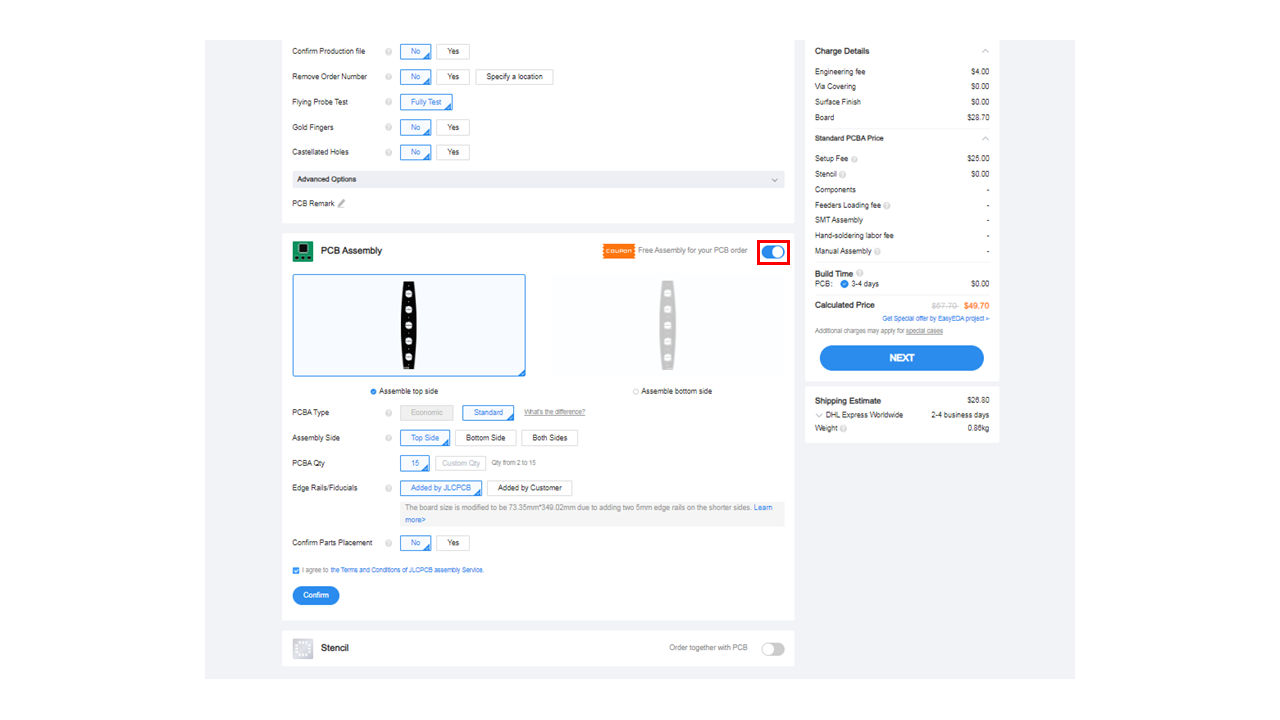 Confirm Production file No Yes
Remove Order Number No Yes Specify a location
Flying Probe Test Fully Test
Gold Fingers No Yes
Castellated Holes No Yes
Advanced Options
PCB Remark
PCB Assembly
Coupon Free Assembly for your PCB order
Assemble top side Assemble bottom side
PCBA Type Economic Standard What's the difference?
Assembly Side Top Side Bottom Side Both Sides
PCBA Qty 15 Custom Qty Qty from 2 to 15
Edge Rails/Fiducials Added by JLCPCB Added by Customer
The board size is modified to be 73.35mm*349.02mm due to adding two 5mm edge rails on the shorter sides. Learn
more>
Confirm Parts Placement No Yes
I agree to the Terms and Conditions of JLCPCB assembly Service.
Confirm
Stencil Order together with PCB
Charge Details
Engineering fee $4.00
Via Covering $0.00
Surface Finish $0.00
Board $28.70
Standard PCBA Price
Setup Fee $25.00
Stencil $0.00
Components -
Feeders Loading fee -
SMT Assembly -
Hand-soldering labor fee -
Manual Assembly -
Build Time
PCB: 3-4 days $0.00
Calculated Price $57.70 $49.70
Get Special offer by EasyEDA project »
Additional charges may apply for special cases
NEXT
Shipping Estimate $26.80
DHL Express Worldwide 2-4 business days
Weight 0.86kg